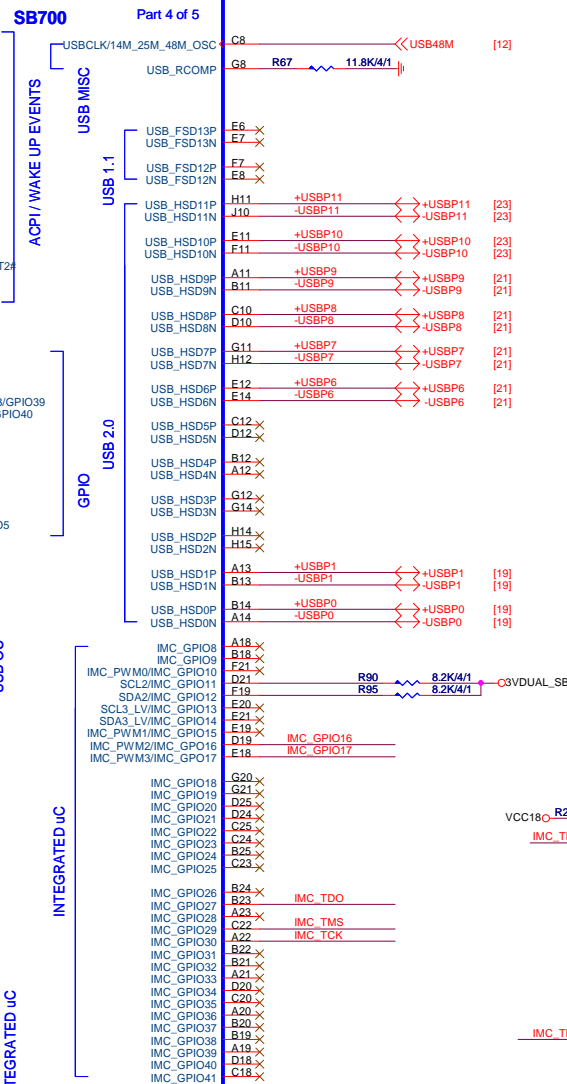 SB700 Part 4 of 5
USBCLK/14M_25M_48M_OSC C8 USB48M [12]
USB_RCOMP G8 R67 11.8K/4/1
USB MISC
ACPI / WAKE UP EVENTS
USB_FSD13P E6
USB_FSD13N E7
USB_FSD12P F7
USB_FSD12N E8
USB 1.1
USB_HSD11P H11 +USBP11 +USBP11 [23]
USB_HSD11N J10 -USBP11 -USBP11 [23]
USB_HSD10P E11 +USBP10 +USBP10 [23]
USB_HSD10N F11 -USBP10 -USBP10 [23]
T2#
USB_HSD9P A11 +USBP9 +USBP9 [21]
USB_HSD9N B11 -USBP9 -USBP9 [21]
USB_HSD8P C10 +USBP8 +USBP8 [21]
USB_HSD8N D10 -USBP8 -USBP8 [21]
USB_HSD7P G11 +USBP7 +USBP7 [21]
USB_HSD7N H12 -USBP7 -USBP7 [21]
USB_HSD6P E12 +USBP6 +USBP6 [21]
USB_HSD6N E14 -USBP6 -USBP6 [21]
/GPIO39
GPIO40
USB_HSD5P C12
USB_HSD5N D12
USB 2.0
USB_HSD4P B12
USB_HSD4N A12
GPIO
USB_HSD3P G12
USB_HSD3N G14
USB_HSD2P H14
USB_HSD2N H15
USB_HSD1P A13 +USBP1 +USBP1 [19]
USB_HSD1N B13 -USBP1 -USBP1 [19]
USB_HSD0P B14 +USBP0 +USBP0 [19]
USB_HSD0N A14 -USBP0 -USBP0 [19]
IMC_GPIO8 A18
IMC_GPIO9 B18
IMC_PWM0/IMC_GPIO10 F21
SCL2/IMC_GPIO11 D21 R90 8.2K/4/1 3VDUAL_SB
SDA2/IMC_GPIO12 F19 R95 8.2K/4/1
SCL3_LV/IMC_GPIO13 E20
SDA3_LV/IMC_GPIO14 E21
IMC_PWM1/IMC_GPIO15 E19
IMC_PWM2/IMC_GPO16 D19 IMC_GPIO16
IMC_PWM3/IMC_GPO17 E18 IMC_GPIO17
IMC_GPIO18 G20
IMC_GPIO19 G21
IMC_GPIO20 D25
IMC_GPIO21 D24 VCC18 R2
IMC_GPIO22 C25
IMC_GPIO23 C24 IMC_T
IMC_GPIO24 B25
IMC_GPIO25 C23
INTEGRATED uC
IMC_GPIO26 B24
IMC_GPIO27 B23 IMC_TDO
IMC_GPIO28 A23
IMC_GPIO29 C22 IMC_TMS
IMC_GPIO30 A22 IMC_TCK
IMC_GPIO31 B22
IMC_GPIO32 B21
IMC_GPIO33 A21
IMC_GPIO34 D20
IMC_GPIO35 C20
IMC_GPIO36 A20
IMC_GPIO37 B20
IMC_GPIO38 B19 IMC_T
IMC_GPIO39 A19
IMC_GPIO40 D18
IMC_GPIO41 C18
TEGRATED uC